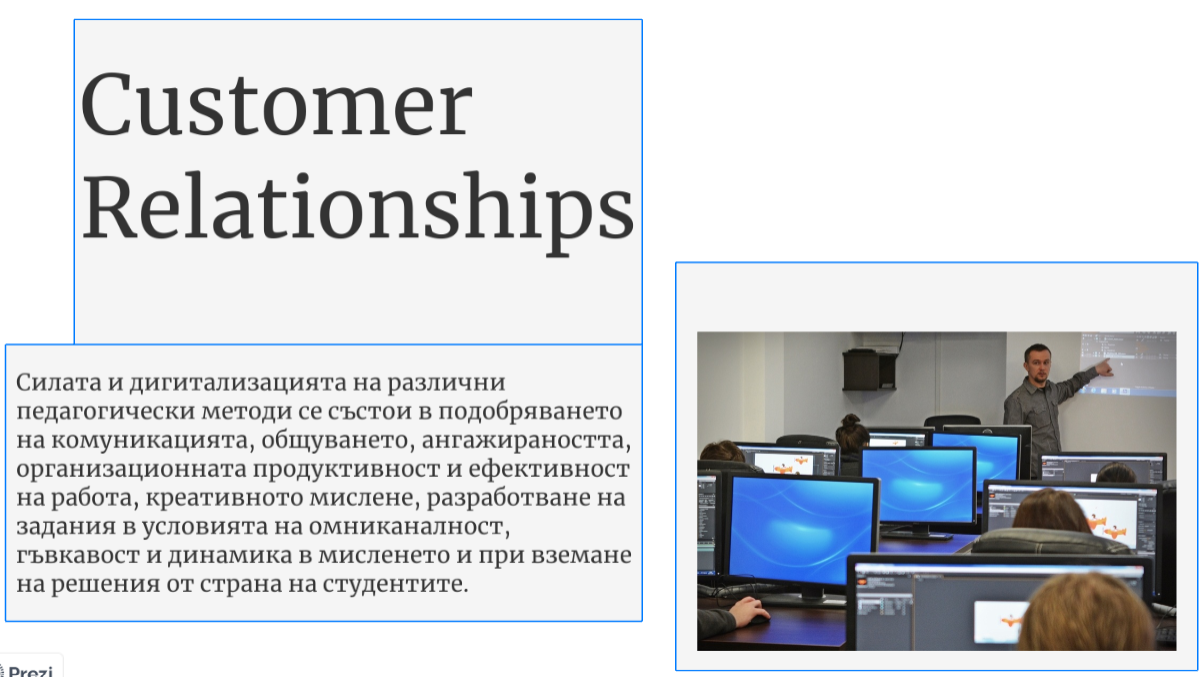 Customer
Relationships
Силата и дигитализацията на различни
педагогически методи се състои в подобряването
на комуникацията, общуването, ангажираността,
организационната продуктивност и ефективност
на работа, креативното мислене, разработване на
задания в условията на омниканалност,
гъвкавост и динамика в мисленето и при вземане
на решения от страна на студентите.
Prezi